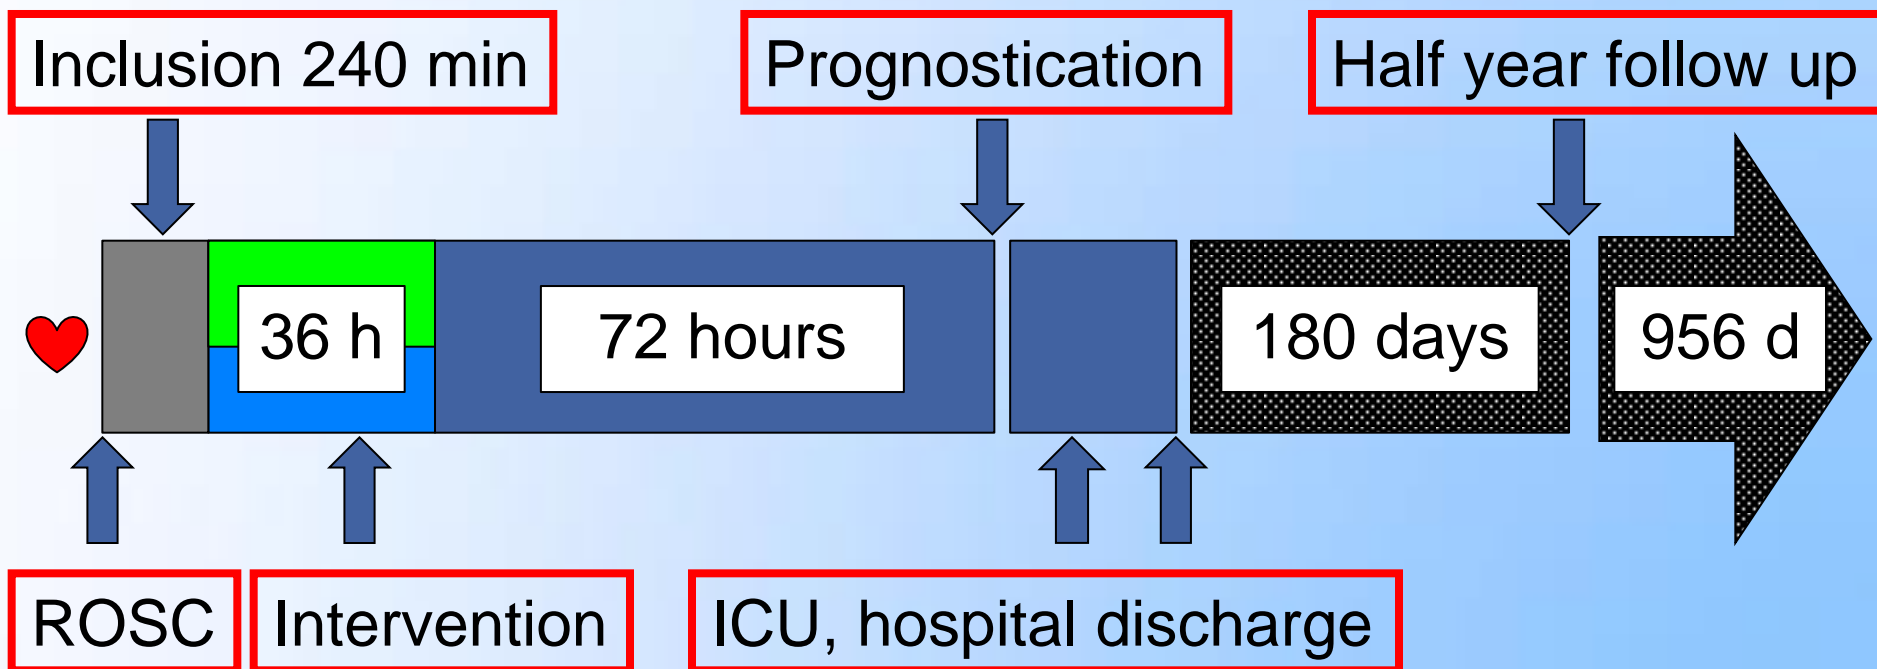 Inclusion 240 min
Prognostication
Half year follow up
36 h
72 hours
180 days
956 d
ROSC
Intervention
ICU, hospital discharge